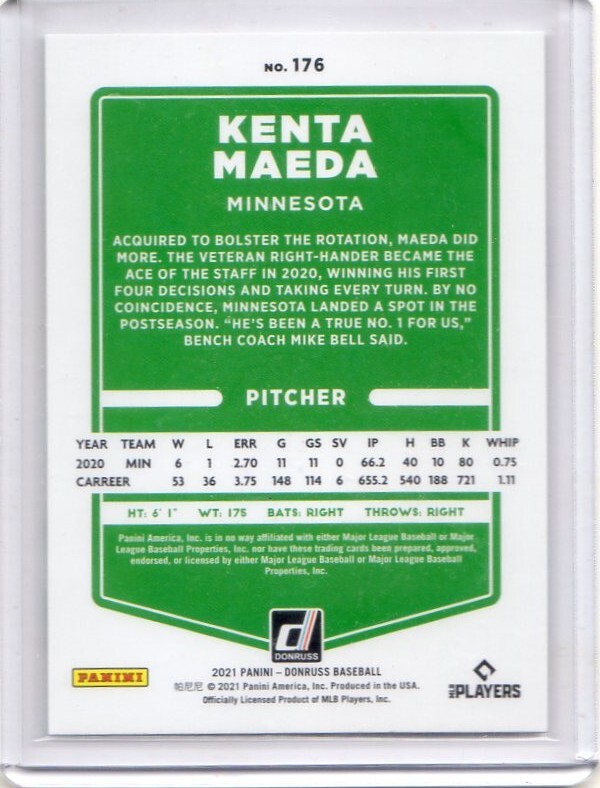 NO. 176
KENTA
MAEDA
MINNESOTA
ACQUIRED TO BOLSTER THE ROTATION, MAEDA DID
MORE. THE VETERAN RIGHT-HANDER BECAME THE
ACE OF THE STAFF IN 2020, WINNING HIS FIRST
FOUR DECISIONS AND TAKING EVERY TURN. BY NO
COINCIDENCE, MINNESOTA LANDED A SPOT IN THE
POSTSEASON. “HE’S BEEN A TRUE NO. 1 FOR US,”
BENCH COACH MIKE BELL SAID.
PITCHER
YEAR TEAM W L ERR G GS SV IP H BB K WHIP
2020 MIN 6 1 2.70 11 11 0 66.2 40 10 80 0.75
CARREER 53 36 3.75 148 114 6 655.2 540 188 721 1.11
HT: 6' 1" WT: 175 BATS: RIGHT THROWS: RIGHT
Panini America, Inc. is in no way affiliated with either Major League Baseball or Major
League Baseball Properties, Inc. nor have these trading cards been prepared, approved,
endorsed, or licensed by either Major League Baseball or Major League Baseball
Properties, Inc.
d
DONRUSS
PANINI
2021 PANINI – DONRUSS BASEBALL
帕尼尼 © 2021 Panini America, Inc. Produced in the USA.
Officially Licensed Product of MLB Players, Inc.
MLB PLAYERS